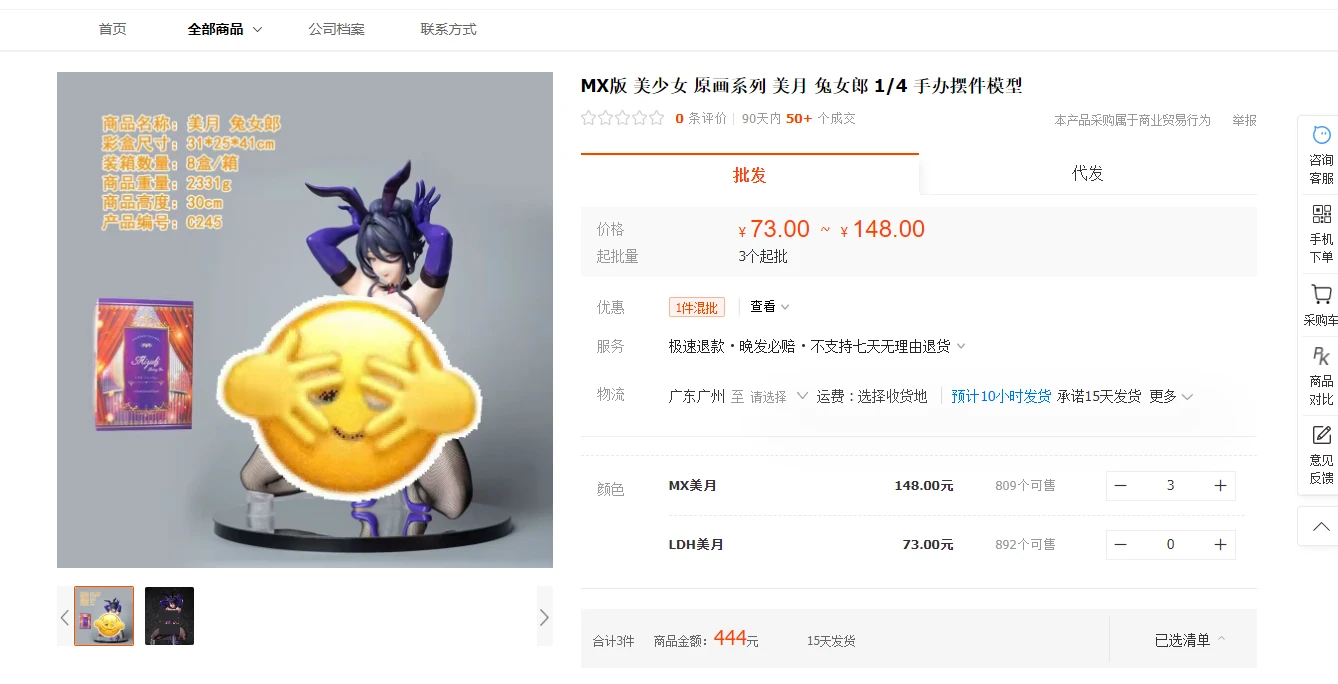 首页 全部商品 公司档案 联系方式
商品名称：美月 兔女郎
彩盒尺寸：31*25*41cm
装箱数量：8盒/箱
商品重量：2331g
商品高度：30cm
产品编号：C245
MX版 美少女 原画系列 美月 兔女郎 1/4 手办摆件模型
0 条评价 90天内 50+ 个成交 本产品采购属于商业贸易行为 举报
批发 代发
价格 ¥ 73.00 ~ ¥ 148.00
起批量 3个起批
优惠 1件混批 查看
服务 极速退款・晚发必赔・不支持七天无理由退货
物流 广东广州 至 请选择 运费：选择收货地 预计10小时发货 承诺15天发货 更多
颜色 MX美月 148.00元 809个可售 3
LDH美月 73.00元 892个可售 0
合计3件 商品金额：444元 15天发货 已选清单
咨询
客服
手机
下单
采购车
PK
商品
对比
意见
反馈